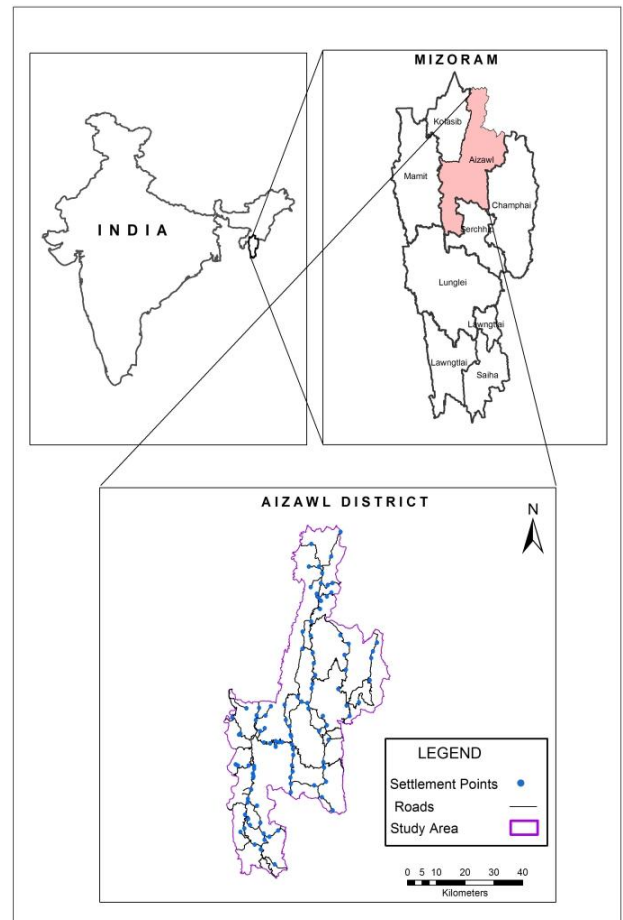 INDIA
MIZORAM
Kolasib
Aizawl
Mamit
Champhai
Serchhip
Lunglei
Lawngtlai
Lawngtlai
Saiha
AIZAWL DISTRICT
N
LEGEND
Settlement Points
Roads
Study Area
0 5 10 20 30 40
Kilometers